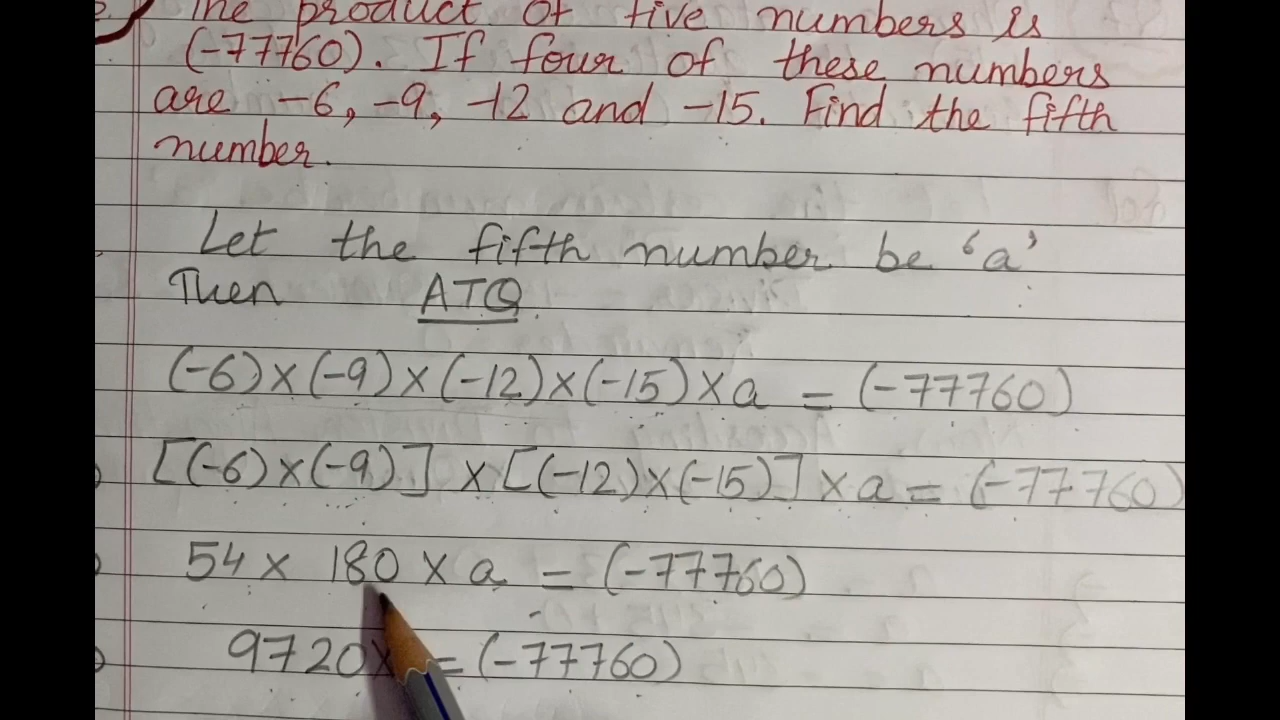 The product of five numbers is
(-77760). If four of these numbers
are -6, -9, -12 and -15. Find the fifth
number.
Let the fifth number be 'a'
Then ATQ.
(-6)×(-9)×(-12)×(-15)×a = (-77760)
[(-6)×(-9)]×[(-12)×(-15)]×a = (-77760)
54 × 180 × a = (-77760)
9720× = (-77760)